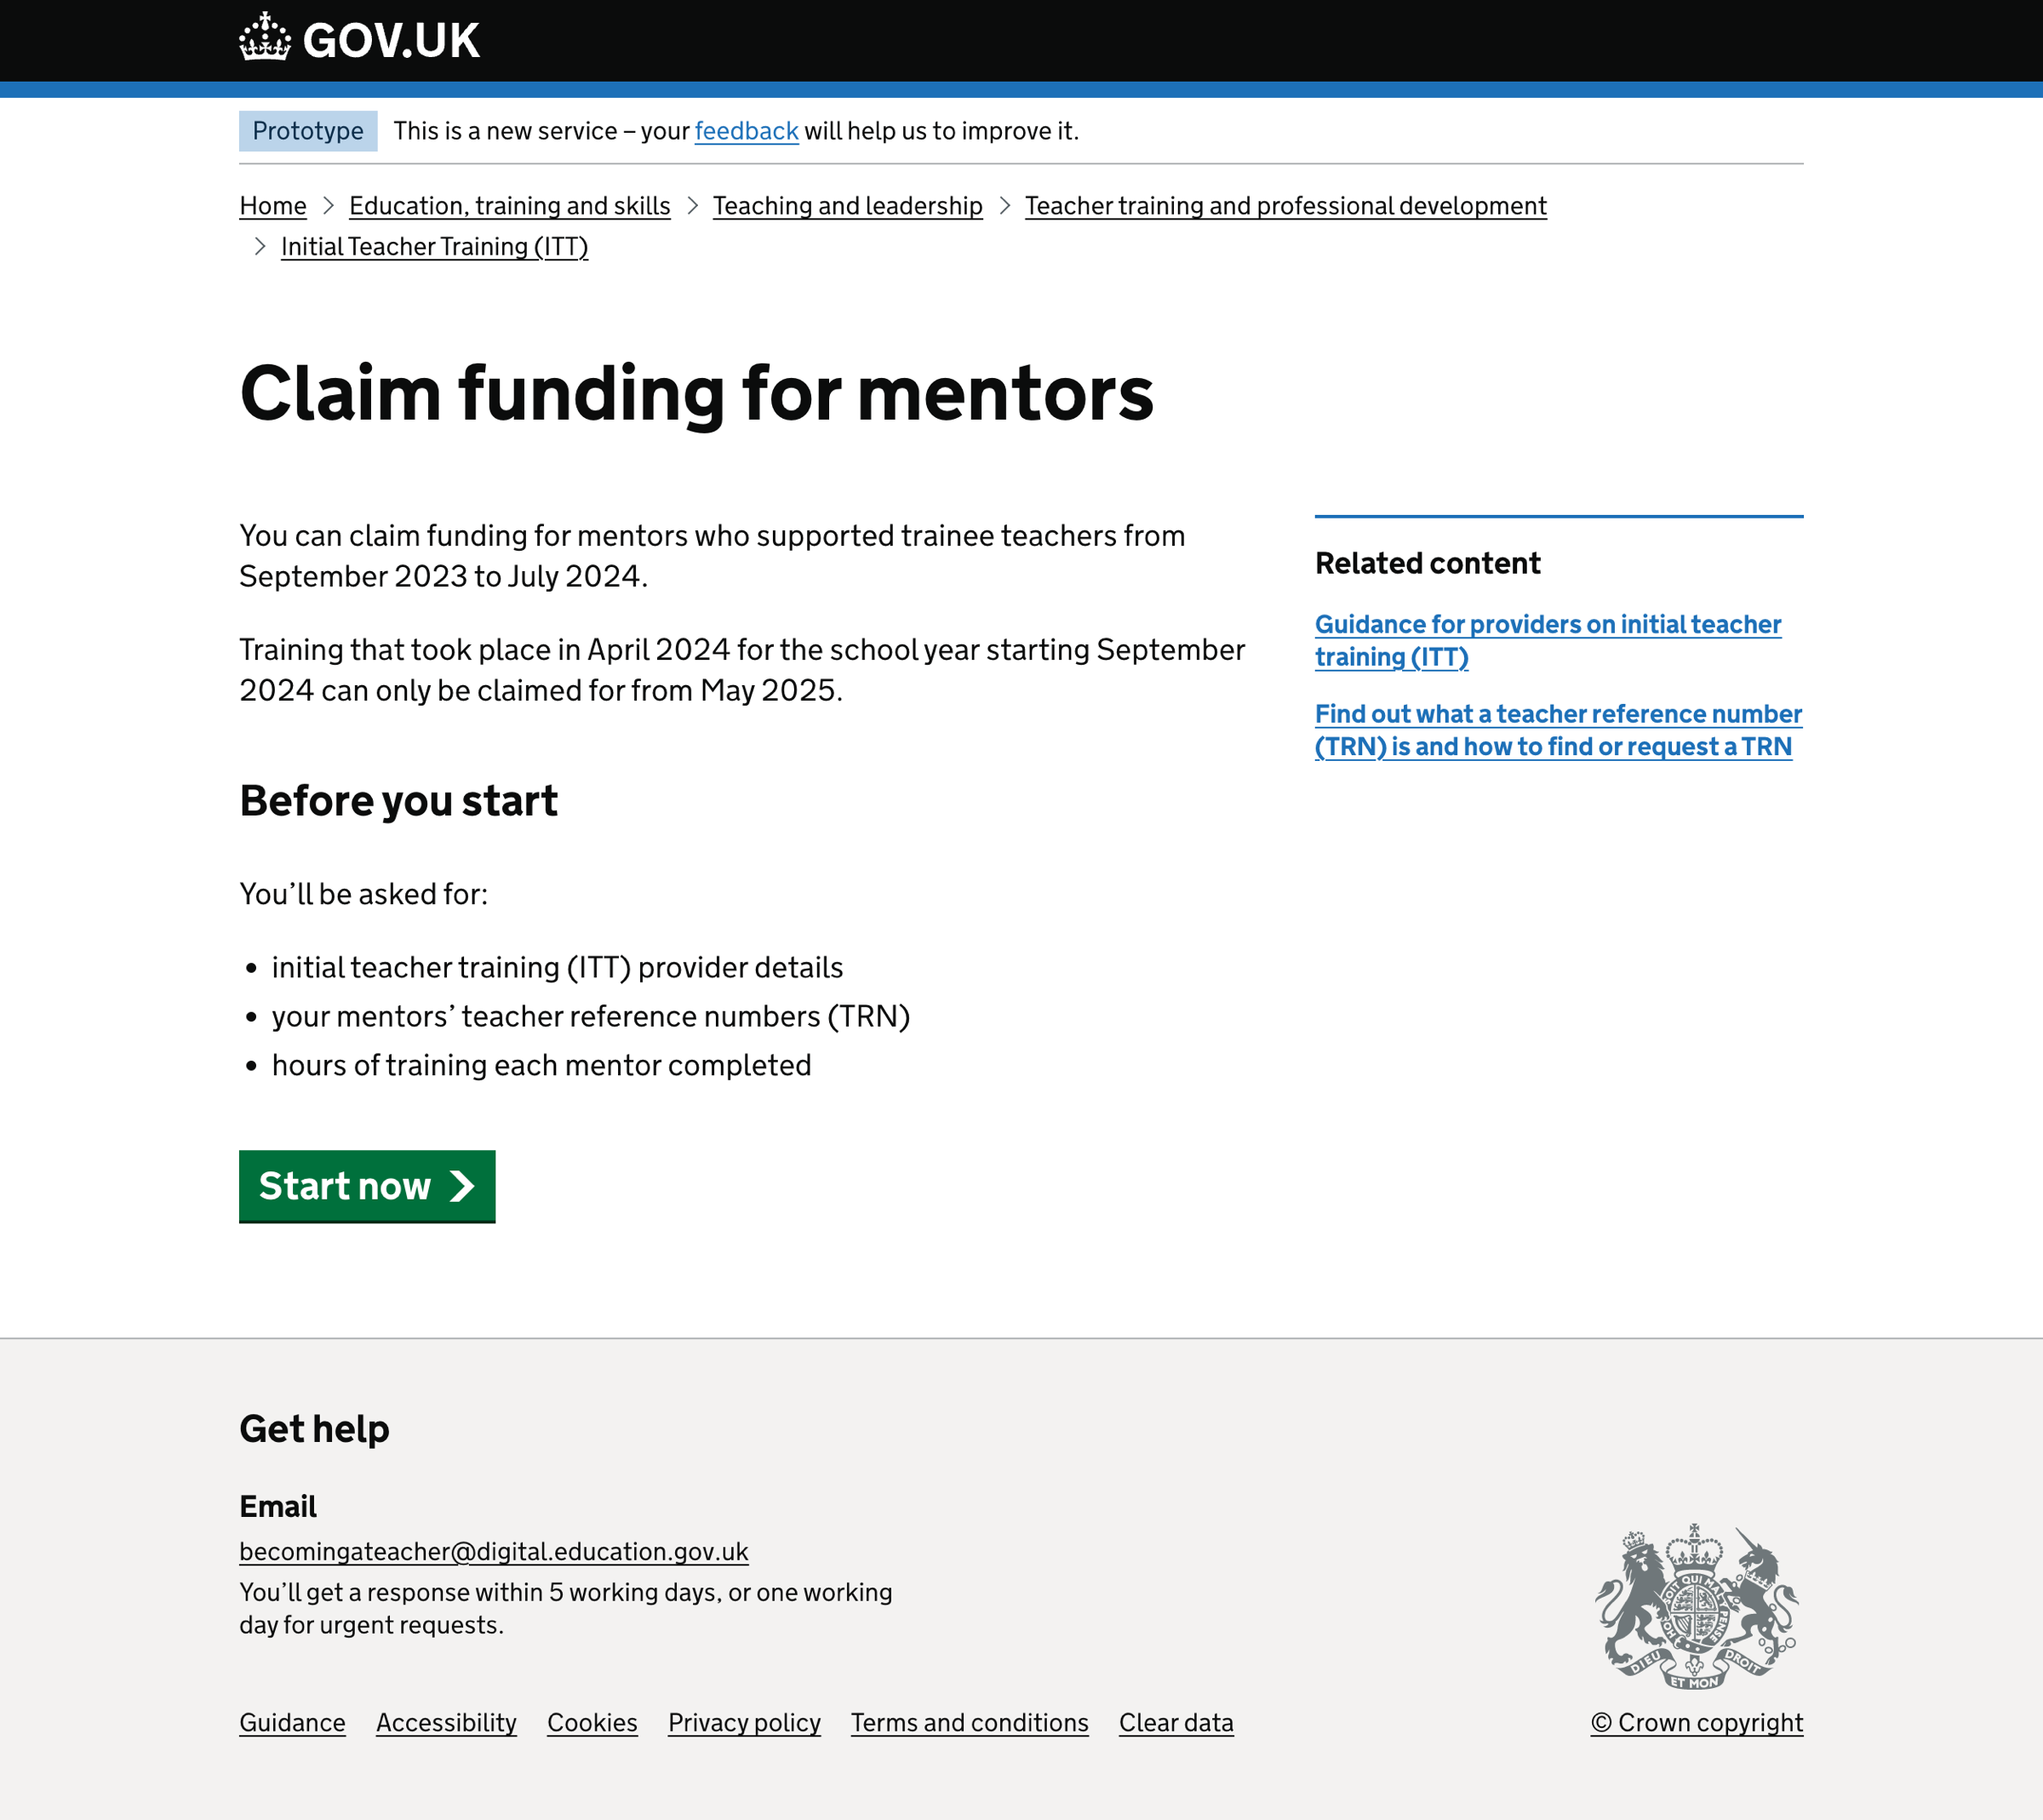 GOV.UK
Prototype This is a new service – your feedback will help us to improve it.
Home Education, training and skills Teaching and leadership Teacher training and professional development
Initial Teacher Training (ITT)
Claim funding for mentors
You can claim funding for mentors who supported trainee teachers from
September 2023 to July 2024.
Training that took place in April 2024 for the school year starting September
2024 can only be claimed for from May 2025.
Before you start
You’ll be asked for:
• initial teacher training (ITT) provider details
• your mentors’ teacher reference numbers (TRN)
• hours of training each mentor completed
Start now
Related content
Guidance for providers on initial teacher
training (ITT)
Find out what a teacher reference number
(TRN) is and how to find or request a TRN
Get help
Email
becomingateacher@digital.education.gov.uk
You’ll get a response within 5 working days, or one working
day for urgent requests.
Guidance Accessibility Cookies Privacy policy Terms and conditions Clear data
DIEU ET MON DROIT
© Crown copyright